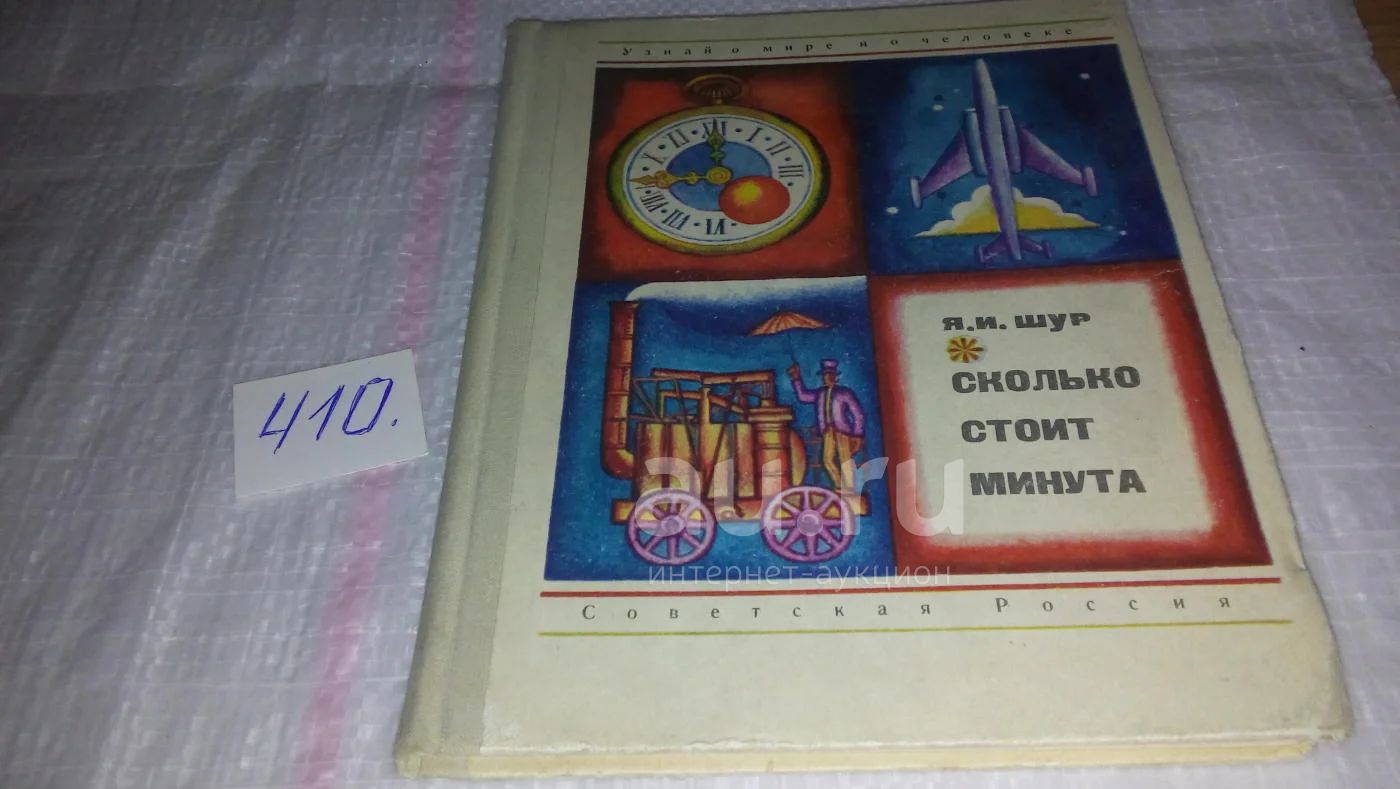 Узнай о мире и о человеке
Я.И. ШУР
СКОЛЬКО
СТОИТ
МИНУТА
410.
au.ru
интернет-аукцион
Советская Россия